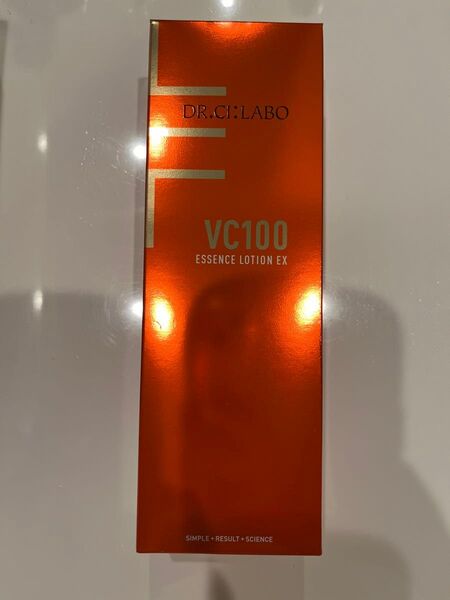 DR.CI:LABO
VC100
ESSENCE LOTION EX
SIMPLE + RESULT + SCIENCE